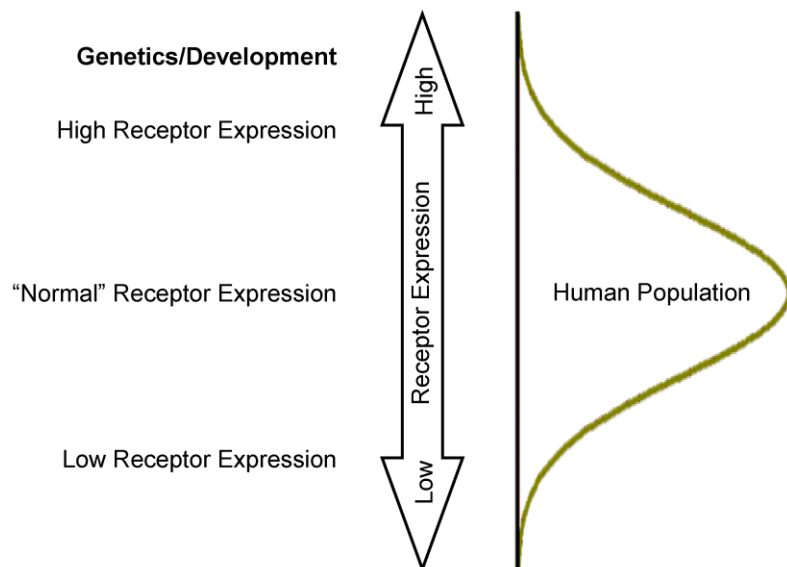 Genetics/Development
High Receptor Expression
“Normal” Receptor Expression
Low Receptor Expression
High
Receptor Expression
Low
Human Population